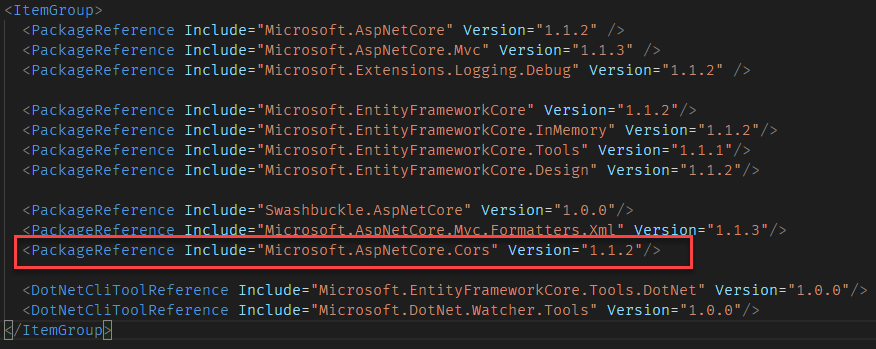 <ItemGroup>
<PackageReference Include="Microsoft.AspNetCore" Version="1.1.2" />
<PackageReference Include="Microsoft.AspNetCore.Mvc" Version="1.1.3" />
<PackageReference Include="Microsoft.Extensions.Logging.Debug" Version="1.1.2" />
<PackageReference Include="Microsoft.EntityFrameworkCore" Version="1.1.2"/>
<PackageReference Include="Microsoft.EntityFrameworkCore.InMemory" Version="1.1.2"/>
<PackageReference Include="Microsoft.EntityFrameworkCore.Tools" Version="1.1.1"/>
<PackageReference Include="Microsoft.EntityFrameworkCore.Design" Version="1.1.2"/>
<PackageReference Include="Swashbuckle.AspNetCore" Version="1.0.0"/>
<PackageReference Include="Microsoft.AspNetCore.Mvc.Formatters.Xml" Version="1.1.3"/>
<PackageReference Include="Microsoft.AspNetCore.Cors" Version="1.1.2"/>
<DotNetCliToolReference Include="Microsoft.EntityFrameworkCore.Tools.DotNet" Version="1.0.0"/>
<DotNetCliToolReference Include="Microsoft.DotNet.Watcher.Tools" Version="1.0.0"/>
</ItemGroup>